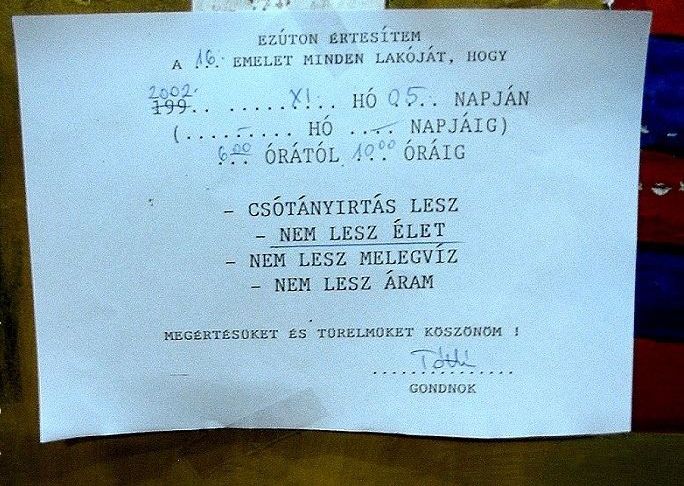 EZÚTON ÉRTESÍTEM
A 16. EMELET MINDEN LAKÓJÁT, HOGY
2002.
199.. ......XI.. HÓ 05.. NAPJÁN
(.....-.... HÓ ..-.. NAPJÁIG)
6.00 ÓRÁTÓL 10.00 ÓRÁIG
- CSÓTÁNYIRTÁS LESZ
- NEM LESZ ÉLET
- NEM LESZ MELEGVÍZ
- NEM LESZ ÁRAM
MEGÉRTÉSÜKET ÉS TÜRELMÜKET KÖSZÖNÖM !
Tóth
GONDNOK